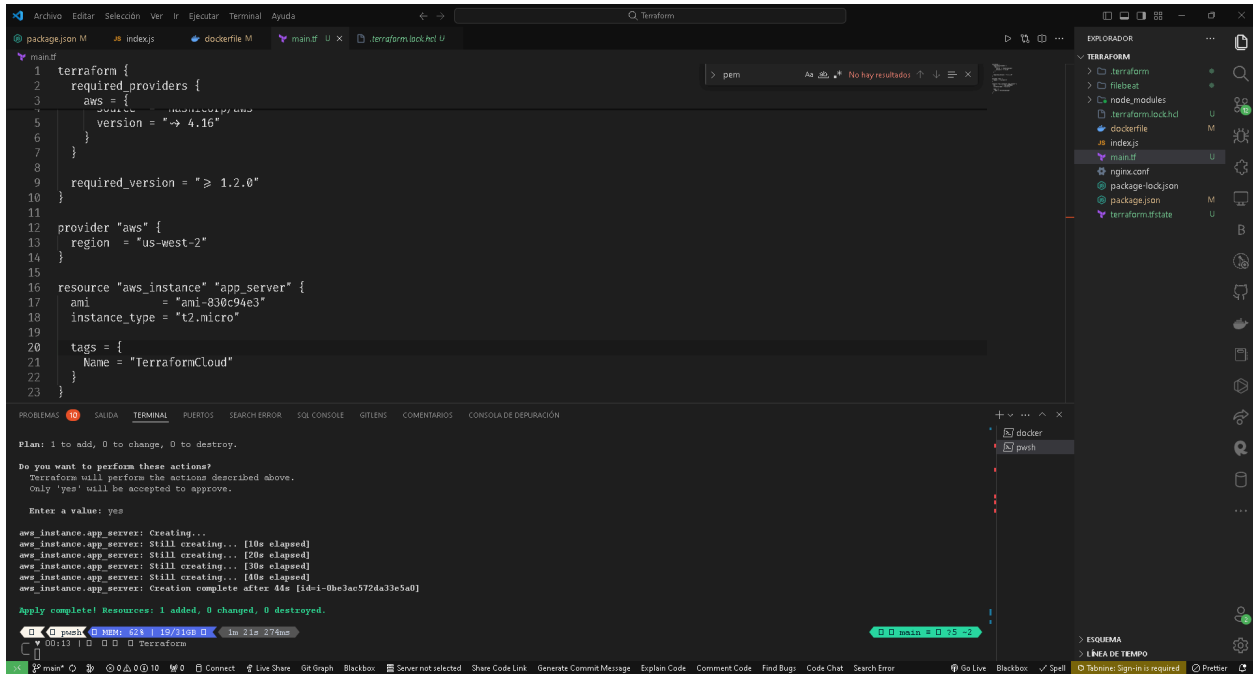 Archivo Editar Selección Ver Ir Ejecutar Terminal Ayuda
Terraform
package.json M
JS index.js
dockerfile M
main.tf U
.terraform.lock.hcl U
main.tf
1 terraform {
2 required_providers {
3 aws = {
5 version = "~> 4.16"
6 }
7 }
8
9 required_version = ">= 1.2.0"
10 }
11
12 provider "aws" {
13 region = "us-west-2"
14 }
15
16 resource "aws_instance" "app_server" {
17 ami = "ami-830c94e3"
18 instance_type = "t2.micro"
19
20 tags = {
21 Name = "TerraformCloud"
22 }
23 }
> pem Aa ab .* No hay resultados
EXPLORADOR
TERRAFORM
.terraform
filebeat
node_modules
.terraform.lock.hcl U
dockerfile M
JS index.js
main.tf U
nginx.conf
package-lock.json
package.json M
terraform.tfstate U
ESQUEMA
LÍNEA DE TIEMPO
PROBLEMAS 10 SALIDA TERMINAL PUERTOS SEARCH ERROR SQL CONSOLE GITLENS COMENTARIOS CONSOLA DE DEPURACIÓN
docker
pwsh
Plan: 1 to add, 0 to change, 0 to destroy.
Do you want to perform these actions?
Terraform will perform the actions described above.
Only 'yes' will be accepted to approve.
Enter a value: yes
aws_instance.app_server: Creating...
aws_instance.app_server: Still creating... [10s elapsed]
aws_instance.app_server: Still creating... [20s elapsed]
aws_instance.app_server: Still creating... [30s elapsed]
aws_instance.app_server: Still creating... [40s elapsed]
aws_instance.app_server: Creation complete after 44s [id=i-0be3ac572da33e5a0]
Apply complete! Resources: 1 added, 0 changed, 0 destroyed.
pwsh MEM: 62% | 19/31GB 1m 21s 274ms
main ≡ 75 ~2
♥ 00:13 | Terraform
main* 0 0 0 10 0 Connect Live Share Git Graph Blackbox Server not selected Share Code Link Generate Commit Message Explain Code Comment Code Find Bugs Code Chat Search Error Go Live Blackbox Spell Tabnine: Sign-in is required Prettier